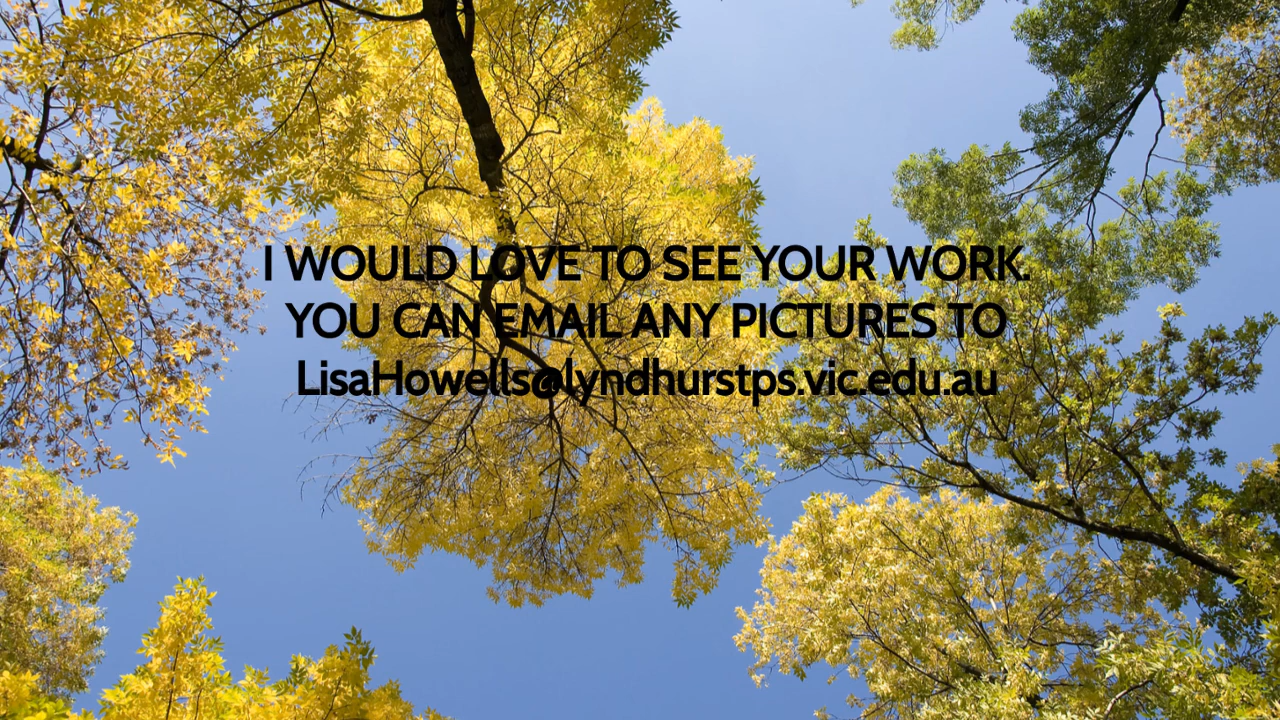 I WOULD LOVE TO SEE YOUR WORK.
YOU CAN EMAIL ANY PICTURES TO
LisaHowells@lyndhurstps.vic.edu.au